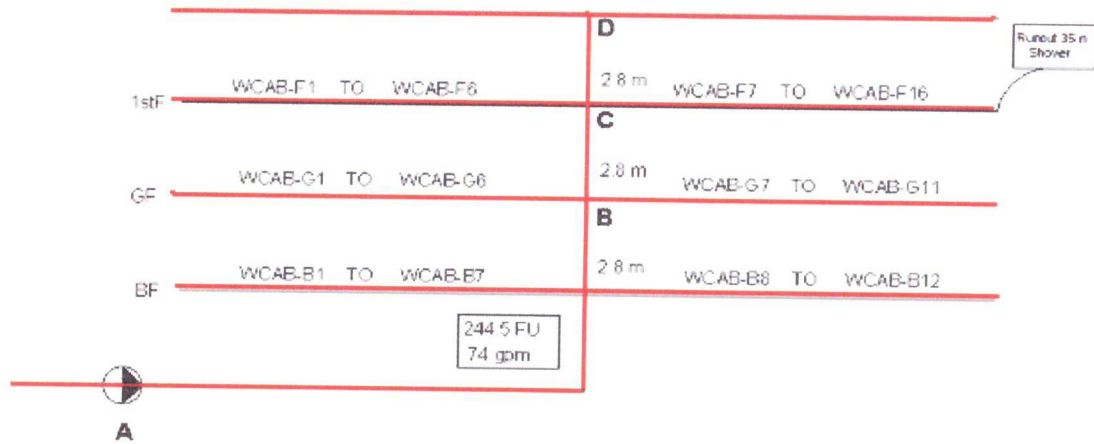 D
Runout 35 m
Shower
1stF WCAB-F1 TO WCAB-F6 2.8 m WCAB-F7 TO WCAB-F16
C
GF WCAB-G1 TO WCAB-G6 2.8 m WCAB-G7 TO WCAB-G11
B
BF WCAB-B1 TO WCAB-B7 2.8 m WCAB-B8 TO WCAB-B12
244.5 FU
74 gpm
A